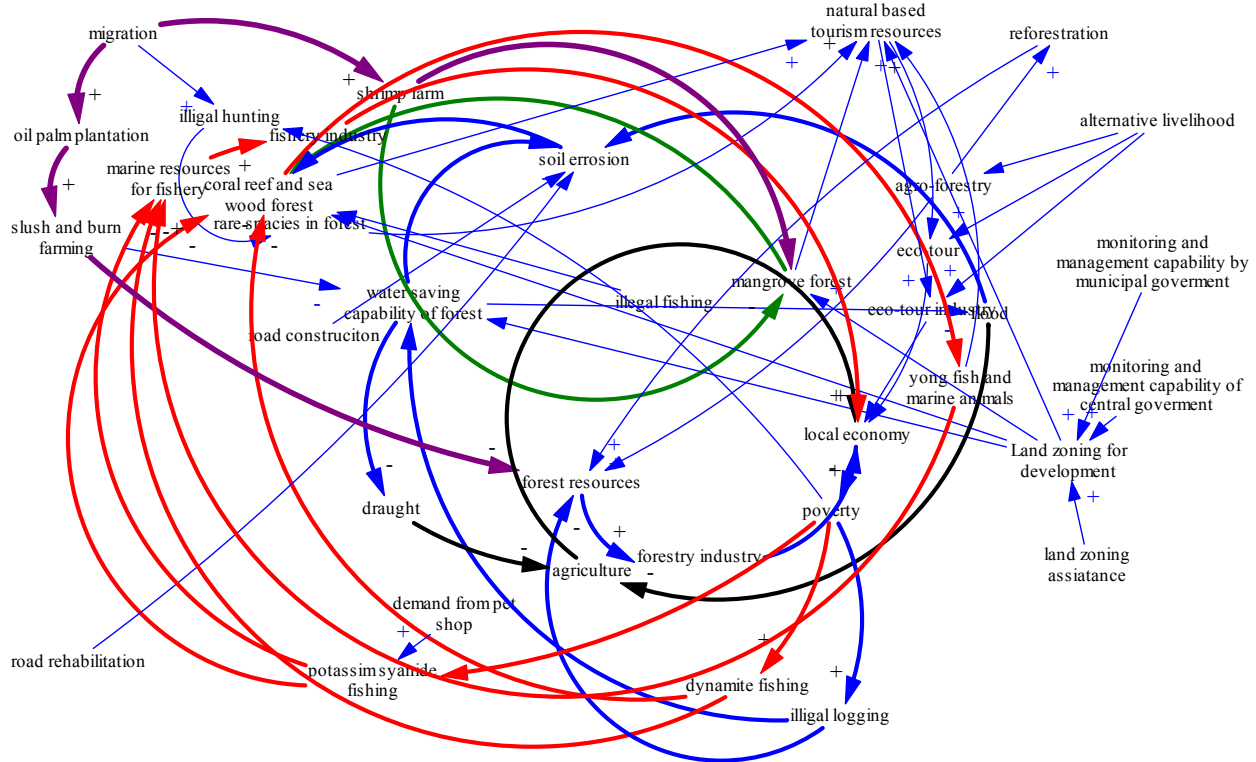 natural based
tourism resources
migration
reforestration
shrimp farm
illigal hunting
alternative livelihood
oil palm plantation
fishery industry
soil errosion
marine resources
for fishery
coral reef and sea
wood forest
agro-forestry
rare-spacies in forest
slush and burn
farming
eco-tour
monitoring and
management capability by
municipal goverment
mangrove forest
water saving
capability of forest
illegal fishing
eco-tour industry
flood
road construciton
yong fish and
marine animals
monitoring and
management capability of
central goverment
local economy
Land zoning for
development
forest resources
draught
poverty
forestry industry
agriculture
land zoning
assiatance
demand from pet
shop
road rehabilitation
potassim syanide
fishing
dynamite fishing
illigal logging